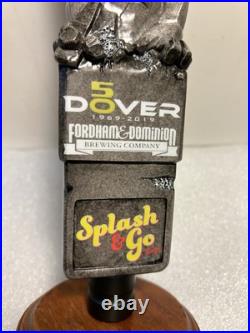 50
DOVER
1969-2019
FORDHAM & DOMINION
BREWING COMPANY
Splash
& Go